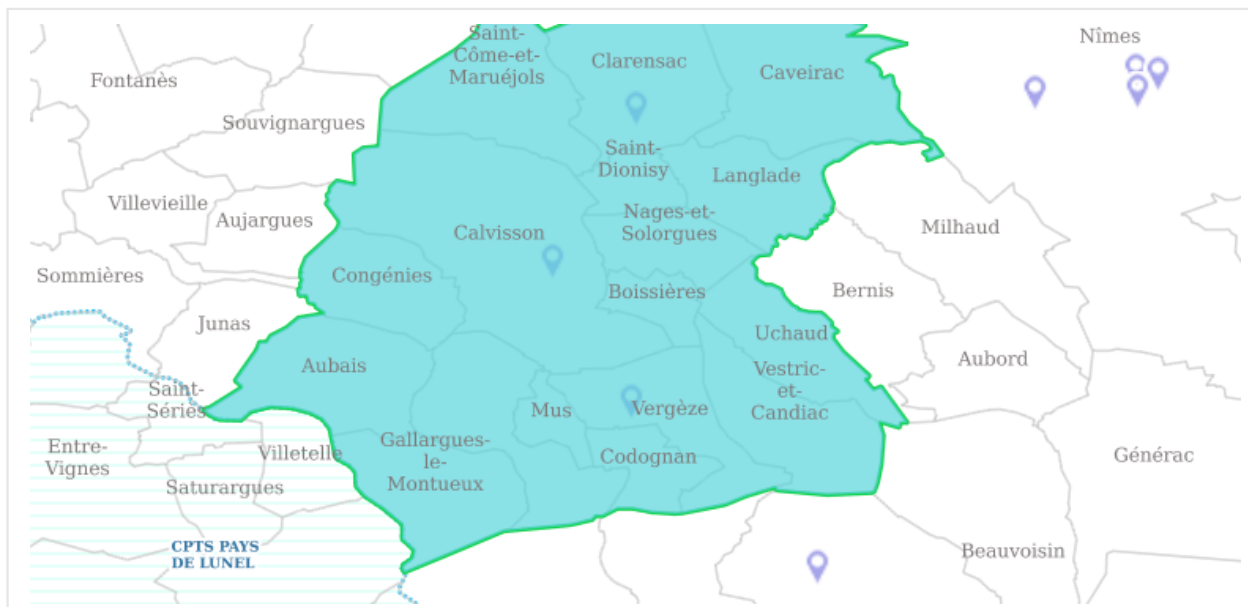 Saint-
Côme-et-
Maruéjols
Clarensac
Caveirac
Nîmes
Fontanès
Souvignargues
Saint-
Dionisy
Langlade
Villevieille
Aujargues
Nages-et-
Solorgues
Milhaud
Calvisson
Sommières
Congénies
Boissières
Bernis
Junas
Uchaud
Aubais
Aubord
Vestric-
et-
Candiac
Saint-
Séries
Mus
Vergèze
Entre-
Vignes
Villetelle
Gallargues-
le-
Montueux
Codognan
Générac
Saturargues
CPTS PAYS
DE LUNEL
Beauvoisin